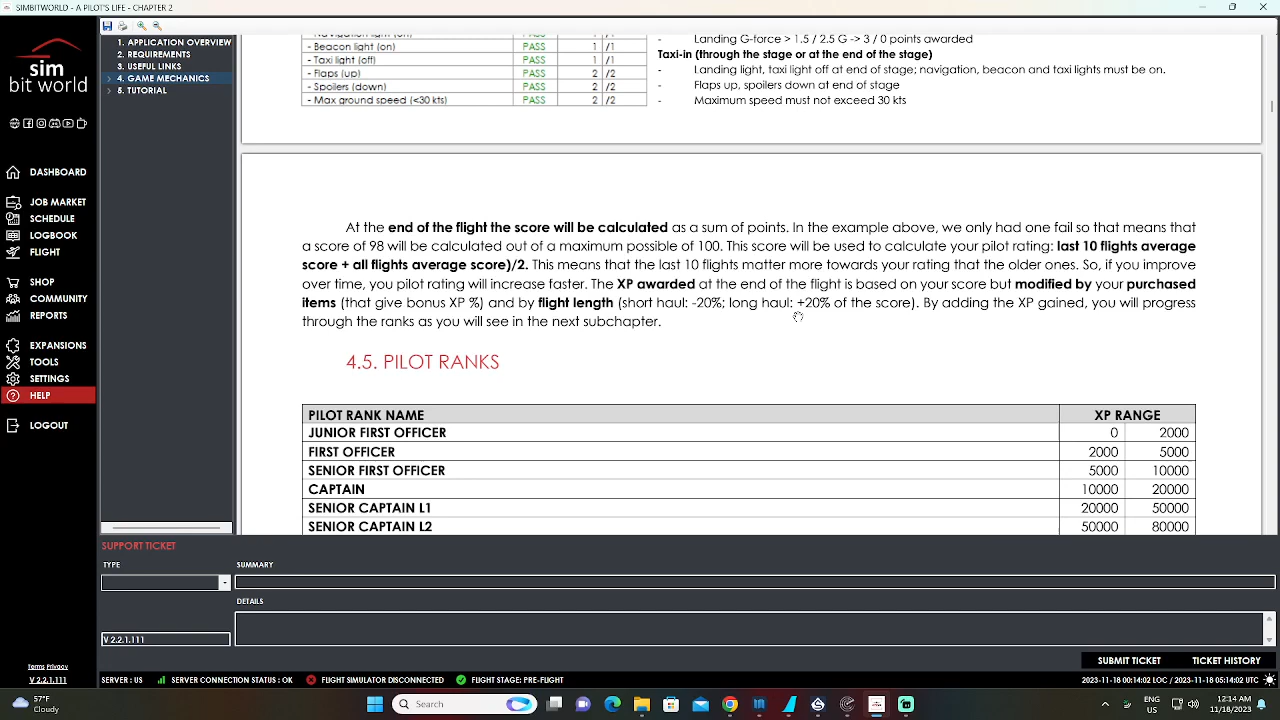 SIMBITWORLD - A PILOT'S LIFE - CHAPTER 2
sim
bit world
DASHBOARD
JOB MARKET
SCHEDULE
LOGBOOK
FLIGHT
SHOP
COMMUNITY
REPORTS
EXPANSIONS
TOOLS
SETTINGS
HELP
LOGOUT
Terms Privacy
V 2.2.1.111
1. APPLICATION OVERVIEW
2. REQUIREMENTS
3. USEFUL LINKS
4. GAME MECHANICS
5. TUTORIAL
- Navigation light (on)
- Beacon light (on) PASS 1 /1
- Taxi light (off) PASS 1 /1
- Flaps (up) PASS 2 /2
- Spoilers (down) PASS 2 /2
- Max ground speed (<30 kts) PASS 2 /2
- Landing G-force > 1.5 / 2.5 G -> 3 / 0 points awarded
Taxi-in (through the stage or at the end of the stage)
- Landing light, taxi light off at end of stage; navigation, beacon and taxi lights must be on.
- Flaps up, spoilers down at end of stage
- Maximum speed must not exceed 30 kts
At the end of the flight the score will be calculated as a sum of points. In the example above, we only had one fail so that means that
a score of 98 will be calculated out of a maximum possible of 100. This score will be used to calculate your pilot rating: last 10 flights average
score + all flights average score)/2. This means that the last 10 flights matter more towards your rating that the older ones. So, if you improve
over time, you pilot rating will increase faster. The XP awarded at the end of the flight is based on your score but modified by your purchased
items (that give bonus XP %) and by flight length (short haul: -20%; long haul: +20% of the score). By adding the XP gained, you will progress
through the ranks as you will see in the next subchapter.
4.5. PILOT RANKS
PILOT RANK NAME XP RANGE
JUNIOR FIRST OFFICER 0 2000
FIRST OFFICER 2000 5000
SENIOR FIRST OFFICER 5000 10000
CAPTAIN 10000 20000
SENIOR CAPTAIN L1 20000 50000
SENIOR CAPTAIN L2 50000 80000
SUPPORT TICKET
TYPE
SUMMARY
DETAILS
V 2.2.1.111
SUBMIT TICKET TICKET HISTORY
SERVER : US SERVER CONNECTION STATUS : OK FLIGHT SIMULATOR DISCONNECTED FLIGHT STAGE: PRE-FLIGHT 2023-11-18 00:14:02 LOC / 2023-11-18 05:14:02 UTC
57°F
Cloudy
Search
ENG
US
12:14 AM
11/18/2023